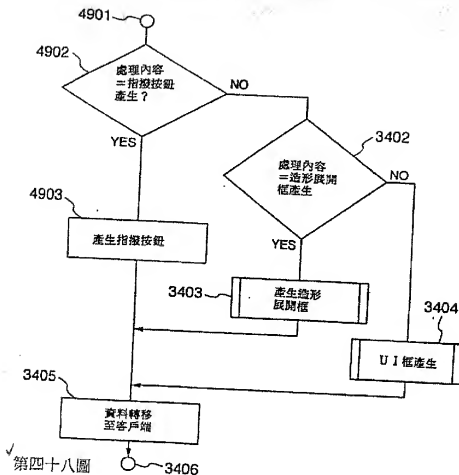 4901
4902
處理內容
＝指撥按鈕
產生？
NO
YES
3402
處理內容
＝造形展開
框產生
NO
YES
4903
產生指撥按鈕
3403
產生造形
展開框
3404
UI框產生
3405
資料轉移
至客戶端
3406
第四十八圖